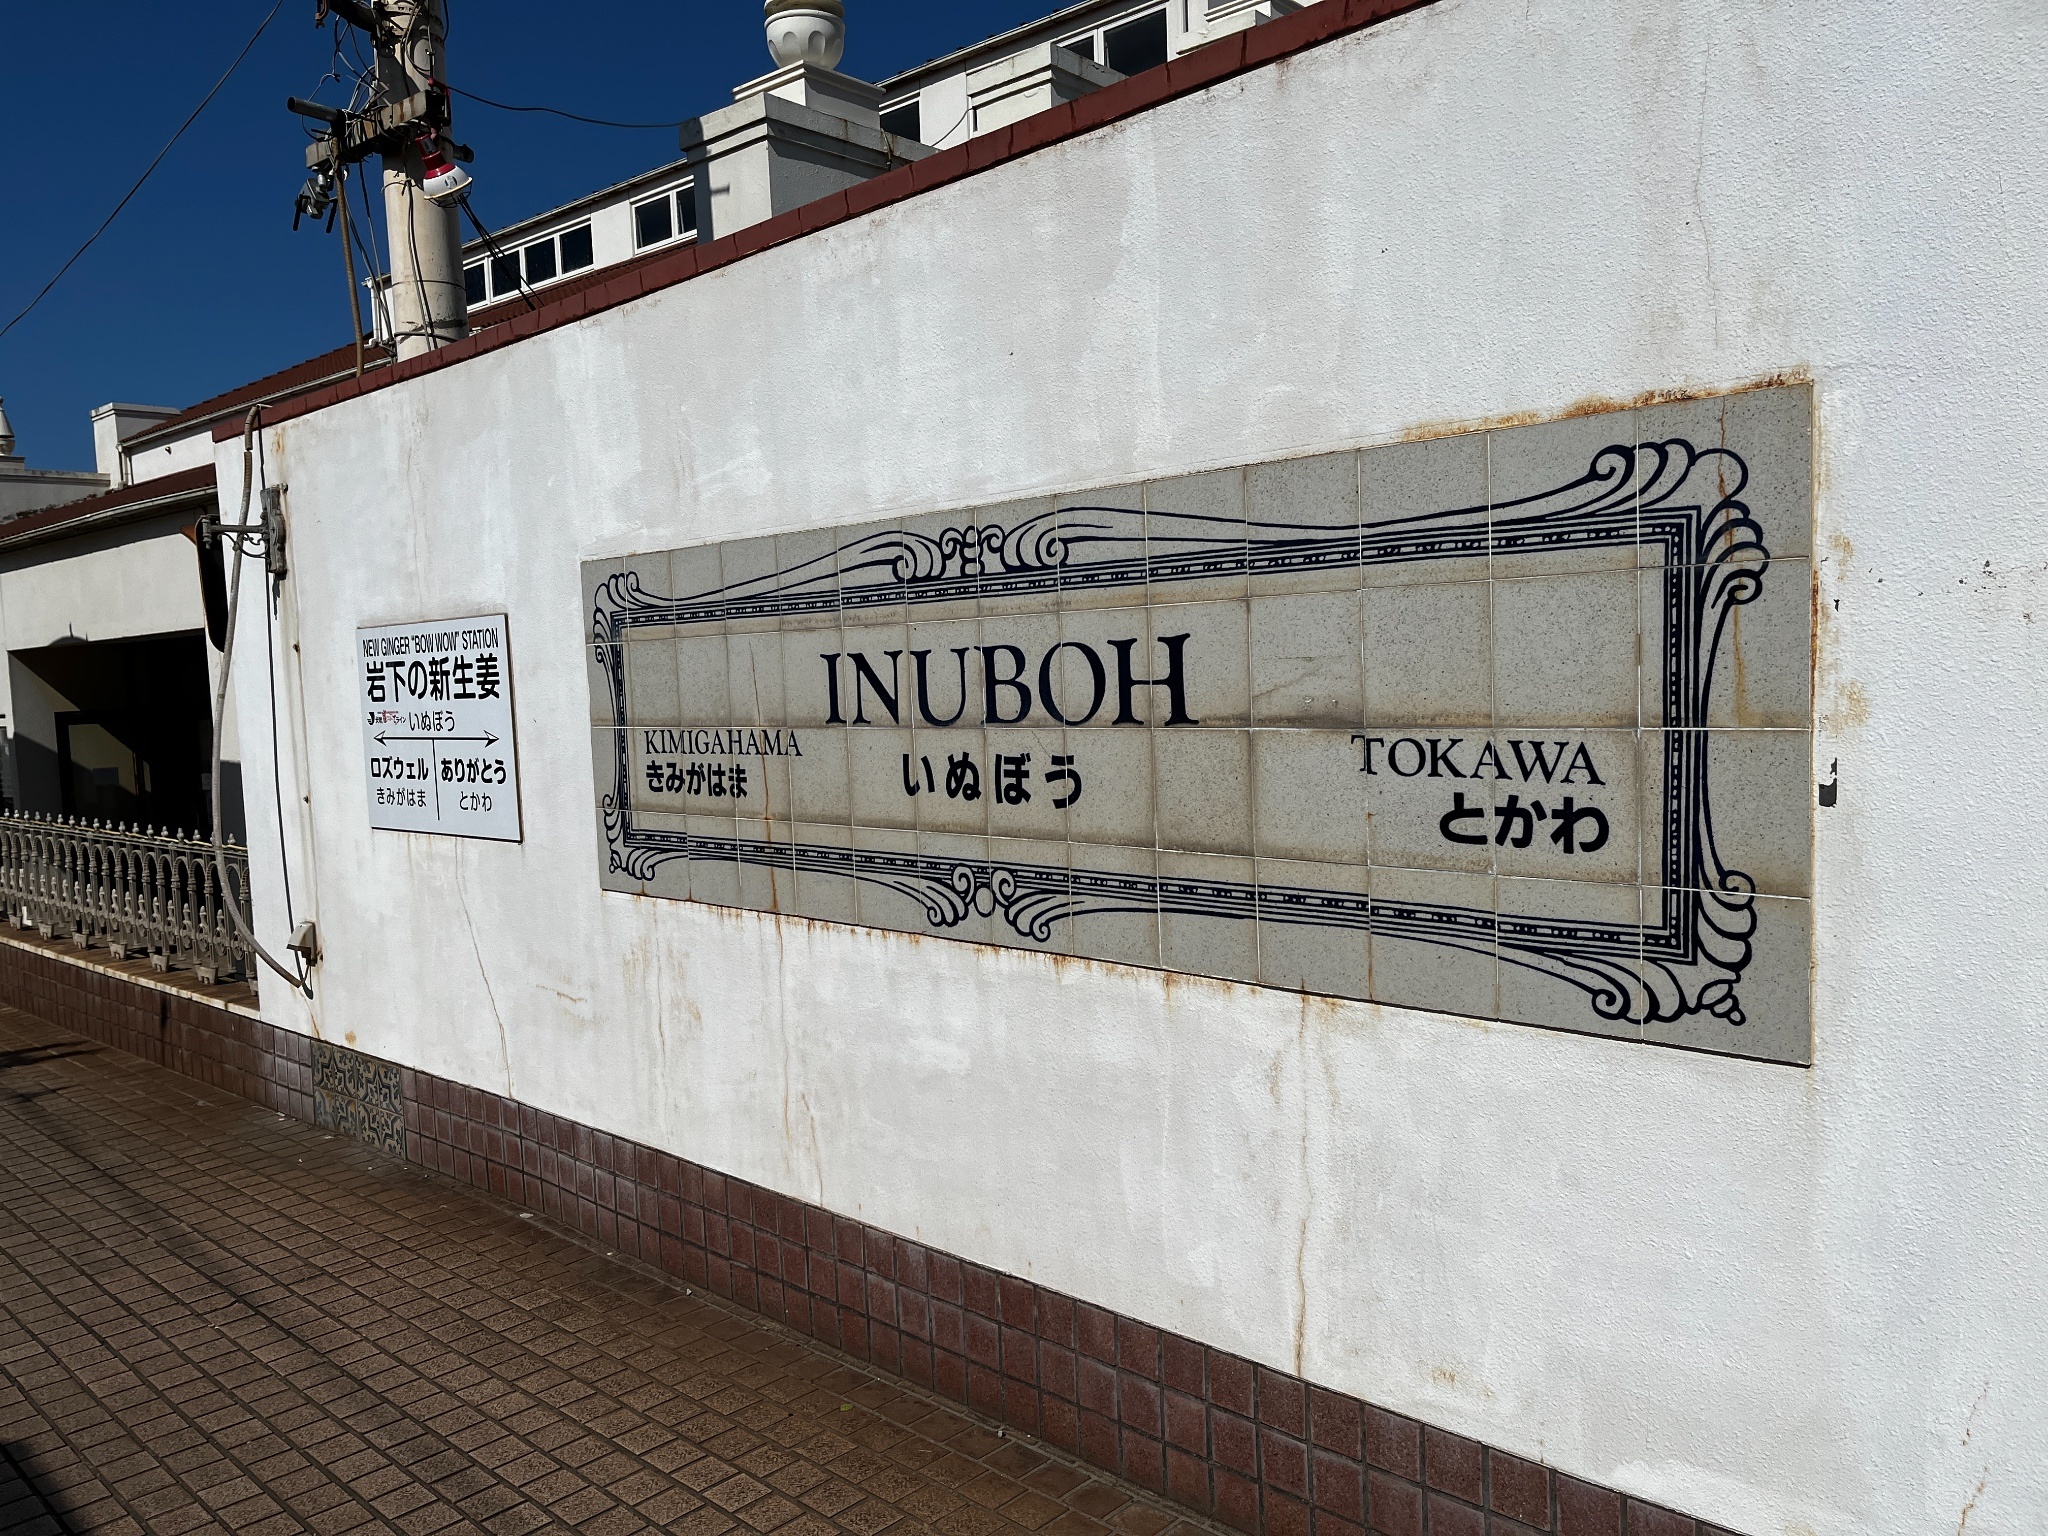 NEW GINGER "BOW WOW" STATION
岩下の新生姜
いぬぼう
ロズウェル
きみがはま
ありがとう
とかわ
INUBOH
いぬぼう
KIMIGAHAMA
きみがはま
TOKAWA
とかわ